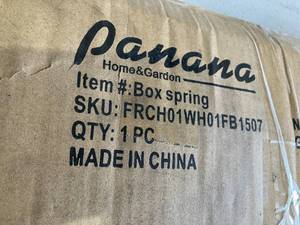 Panana
Home&Garden
Item #:Box spring
SKU: FRCH01WH01FB1507
QTY: 1 PC
MADE IN CHINA